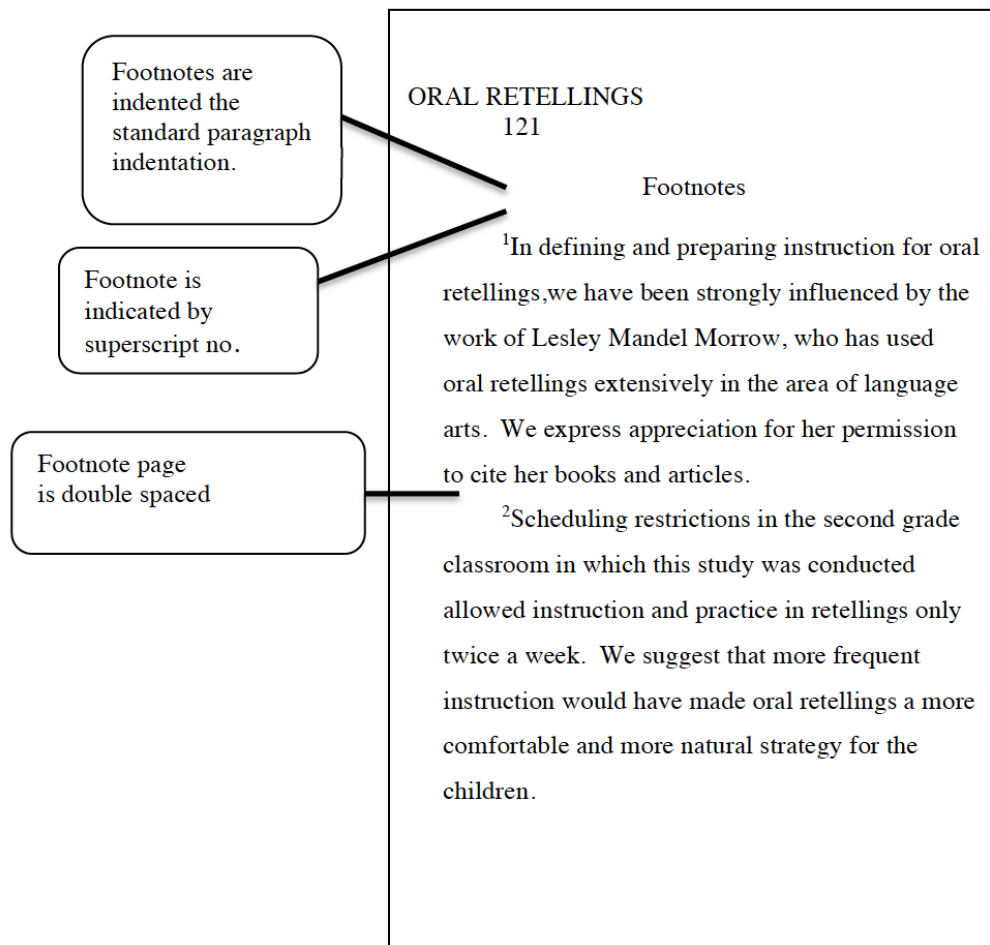 Footnotes are
indented the
standard paragraph
indentation.
Footnote is
indicated by
superscript no.
Footnote page
is double spaced
ORAL RETELLINGS
121
Footnotes
¹In defining and preparing instruction for oral
retellings,we have been strongly influenced by the
work of Lesley Mandel Morrow, who has used
oral retellings extensively in the area of language
arts.  We express appreciation for her permission
to cite her books and articles.
²Scheduling restrictions in the second grade
classroom in which this study was conducted
allowed instruction and practice in retellings only
twice a week.  We suggest that more frequent
instruction would have made oral retellings a more
comfortable and more natural strategy for the
children.